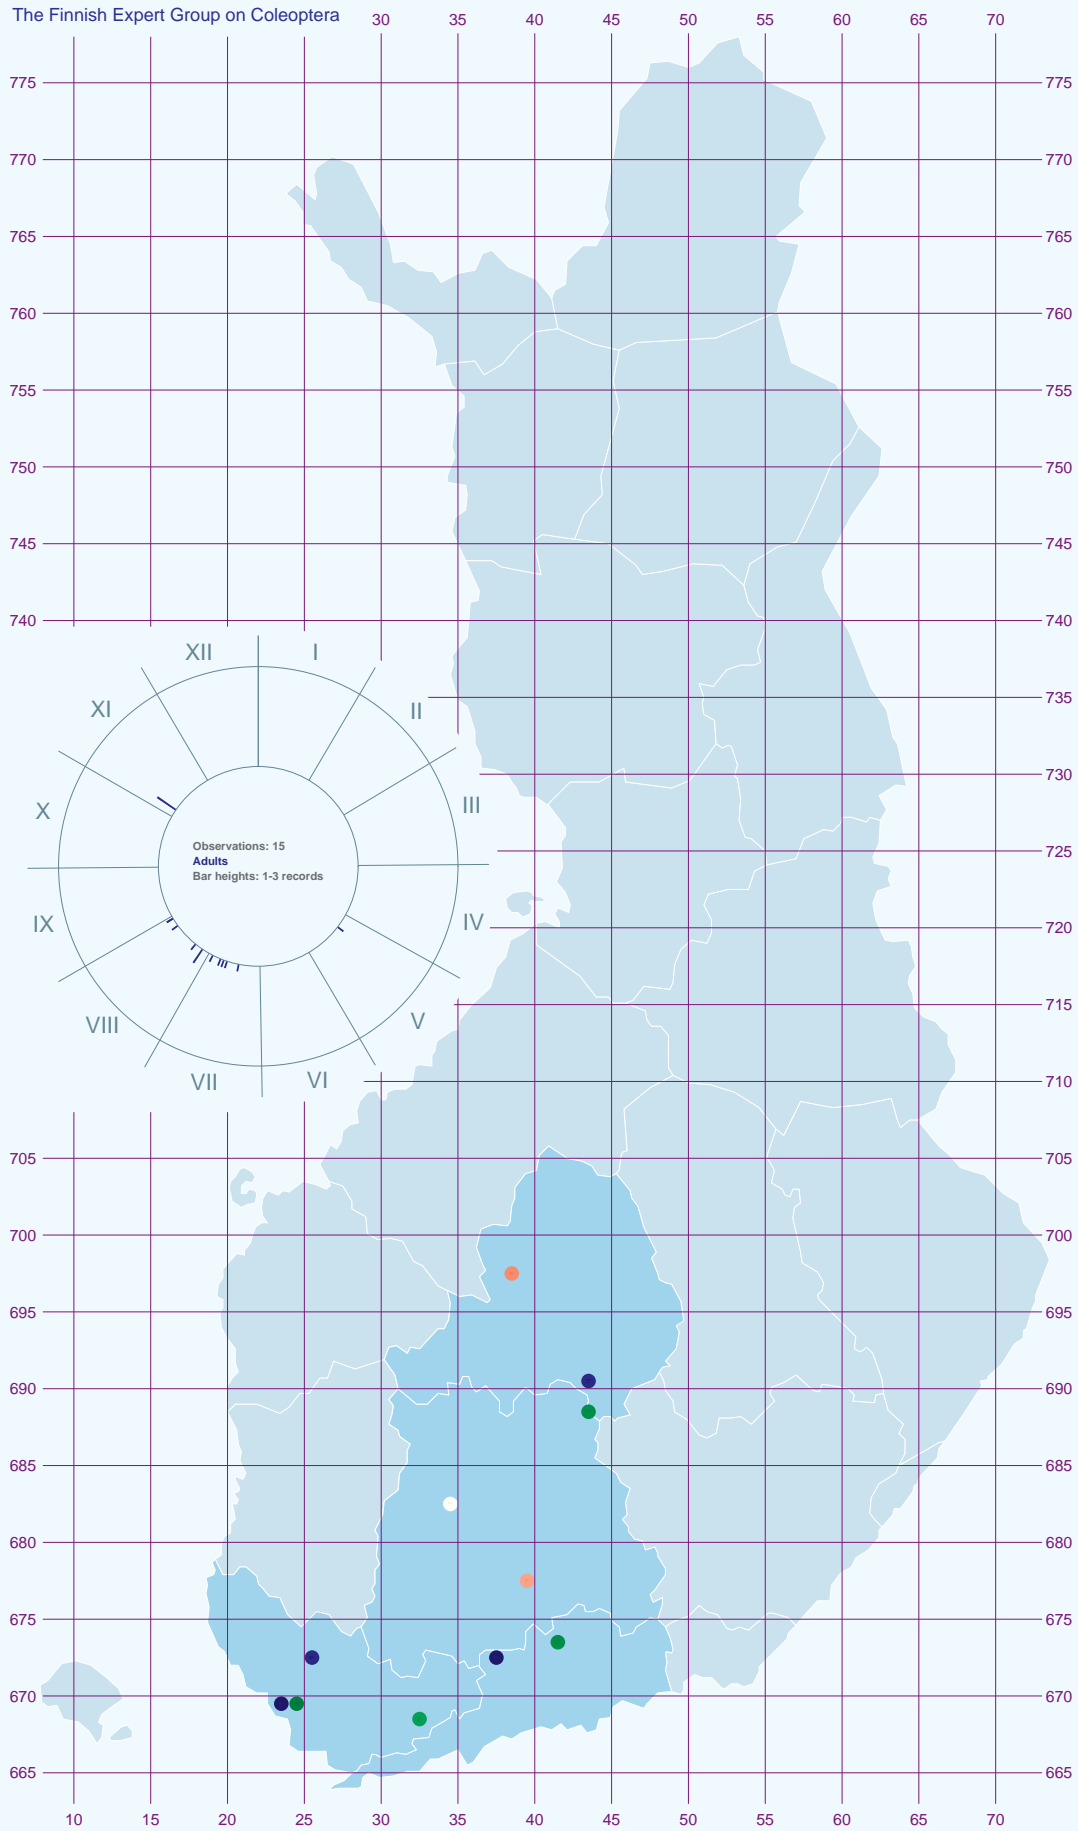 The Finnish Expert Group on Coleoptera 30 35 40 45 50 55 60 65 70
775 775
770 770
765 765
760 760
755 755
750 750
745 745
740 740
XII I
XI II
735
X III
730
Observations: 15
Adults
Bar heights: 1-3 records
725
IX IV
720
VIII V
715
VII VI
710
705 705
700 700
695 695
690 690
685 685
680 680
675 675
670 670
665 665
10 15 20 25 30 35 40 45 50 55 60 65 70